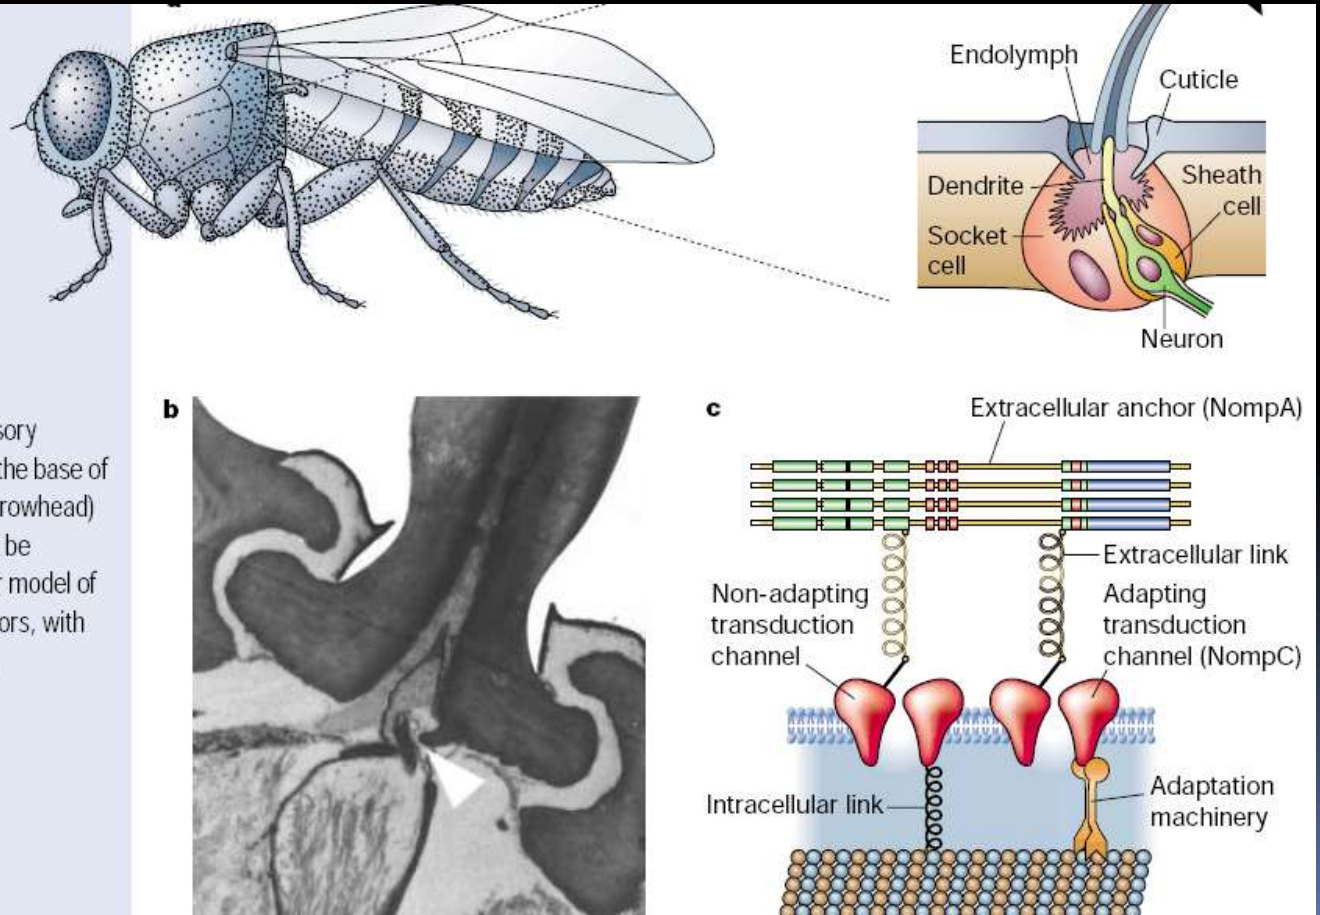 Endolymph
Cuticle
Dendrite
Sheath
cell
Socket
cell
Neuron
sory
the base of
rowhead)
be
r model of
ors, with
b
c
Extracellular anchor (NompA)
Extracellular link
Non-adapting
transduction
channel
Adapting
transduction
channel (NompC)
Intracellular link
Adaptation
machinery